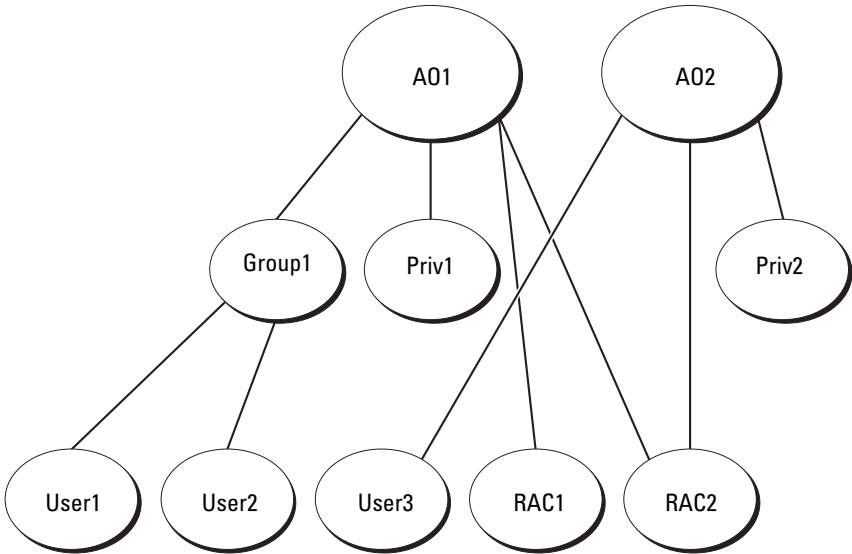 AO1
AO2
Group1
Priv1
Priv2
User1
User2
User3
RAC1
RAC2